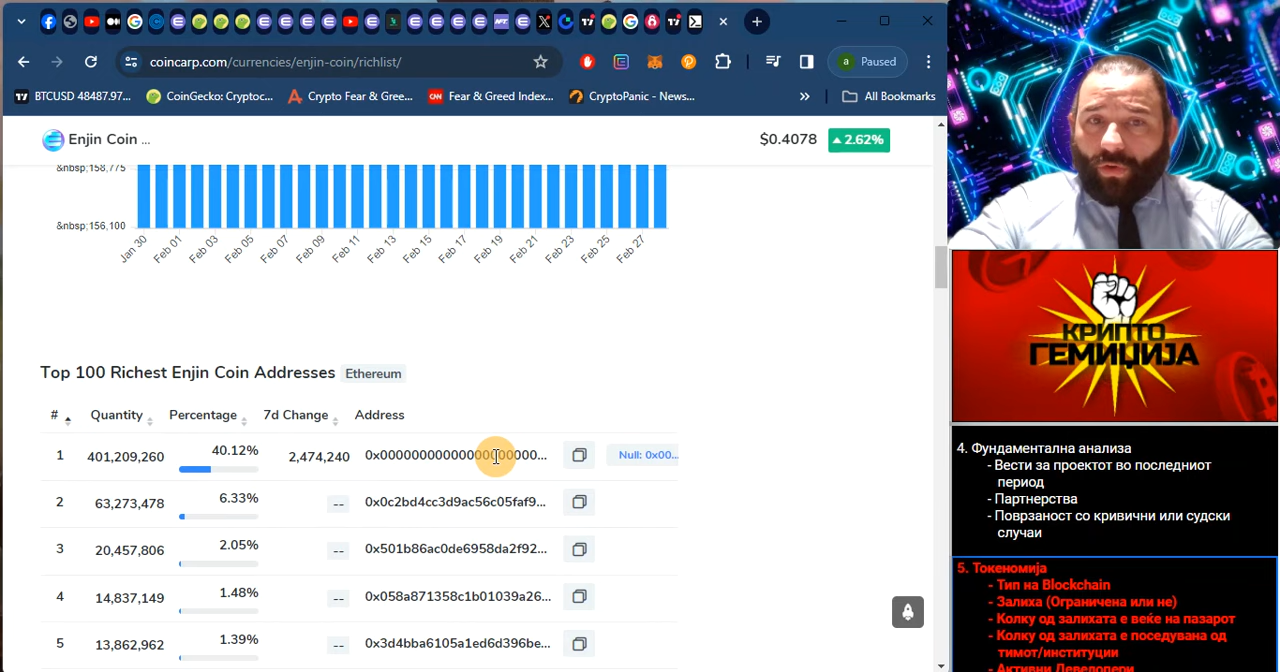 coincarp.com/currencies/enjin-coin/richlist/
a Paused
BTCUSD 48487.97...
CoinGecko: Cryptoc...
Crypto Fear & Gree...
Fear & Greed Index...
CryptoPanic - News...
»
All Bookmarks
Enjin Coin ...
$0.4078
2.62%
&nbsp;158,775
&nbsp;156,100
Jan 30
Feb 01
Feb 03
Feb 05
Feb 07
Feb 09
Feb 11
Feb 13
Feb 15
Feb 17
Feb 19
Feb 21
Feb 23
Feb 25
Feb 27
Top 100 Richest Enjin Coin Addresses Ethereum
# Quantity Percentage 7d Change Address
1 401,209,260 40.12% 2,474,240 0x00000000000000000000... Null: 0x00...
2 63,273,478 6.33% -- 0x0c2bd4cc3d9ac56c05faf9...
3 20,457,806 2.05% -- 0x501b86ac0de6958da2f92...
4 14,837,149 1.48% -- 0x058a871358c1b01039a26...
5 13,862,962 1.39% -- 0x3d4bba6105a1ed6d396be...
КРИПТО
ГЕМИЏИЈА
4. Фундаментална анализа
- Вести за проектот во последниот
период
- Партнерства
- Поврзаност со кривични или судски
случаи
5. Токеномија
- Тип на Blockchain
- Залиха (Ограничена или не)
- Колку од залихата е веќе на пазарот
- Колку од залихата е поседувана од
тимот/институции
- Активни Девелопери